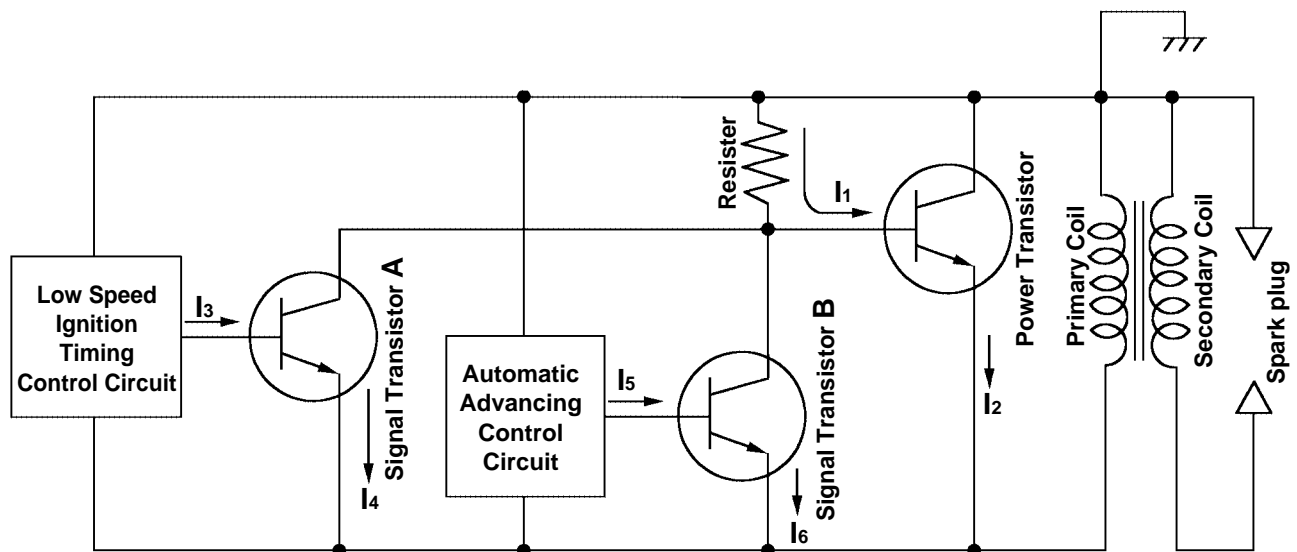 Low Speed
Ignition
Timing
Control Circuit
I3
I4
Signal Transistor A
Automatic
Advancing
Control
Circuit
I5
I6
Signal Transistor B
Resister
I1
I2
Power Transistor
Primary Coil
Secondary Coil
Spark plug